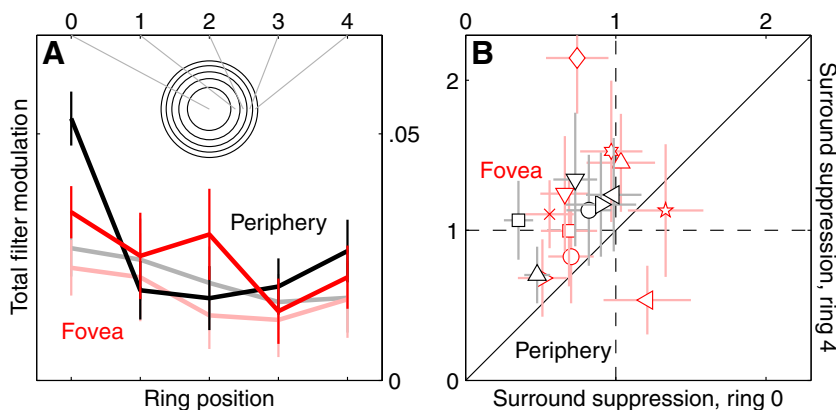 0 1 2 3 4
A
Total filter modulation
.05
Periphery
Fovea
0
Ring position
0 1 2
B
2
Fovea
1
Periphery
0
Surround suppression, ring 0
Surround suppression, ring 4